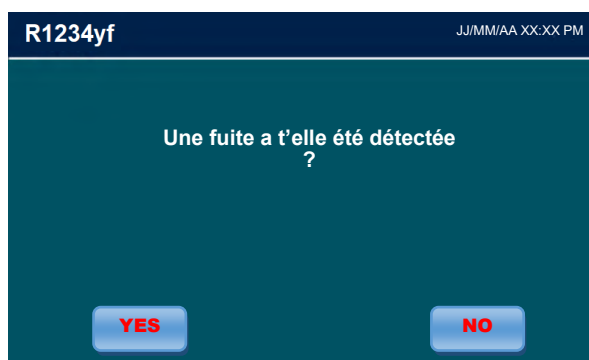 R1234yf
JJ/MM/AA XX:XX PM
Une fuite a t’elle été détectée
?
YES
NO